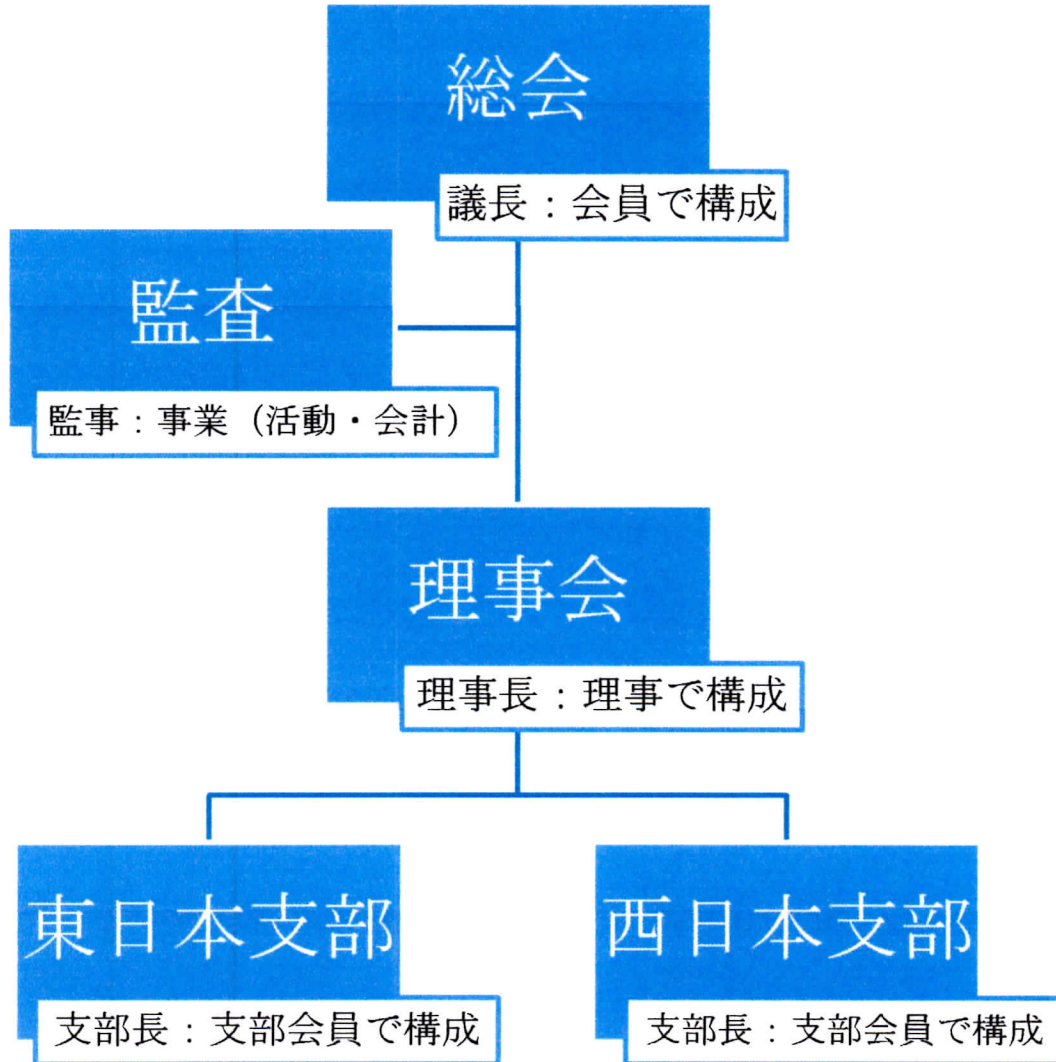 総会
議長：会員で構成
監査
監事：事業（活動・会計）
理事会
理事長：理事で構成
東日本支部
支部長：支部会員で構成
西日本支部
支部長：支部会員で構成